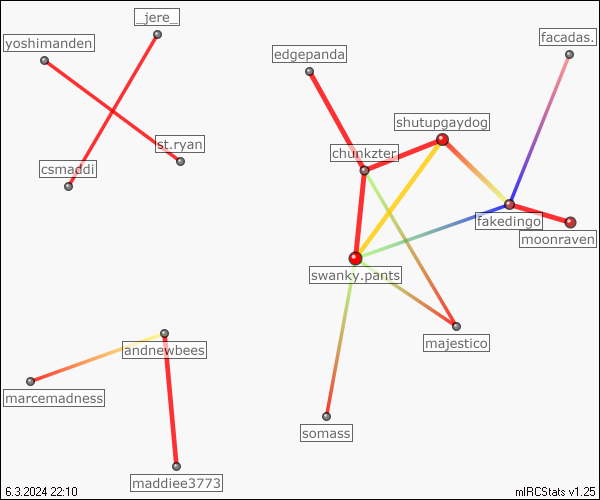 _jere_
yoshimanden
facadas.
edgepanda
shutupgaydog
st.ryan
chunkzter
csmaddi
fakedingo
moonraven
swanky.pants
majestico
andnewbees
marcemadness
somass
maddiee3773
6.3.2024 22:10
mIRCStats v1.25